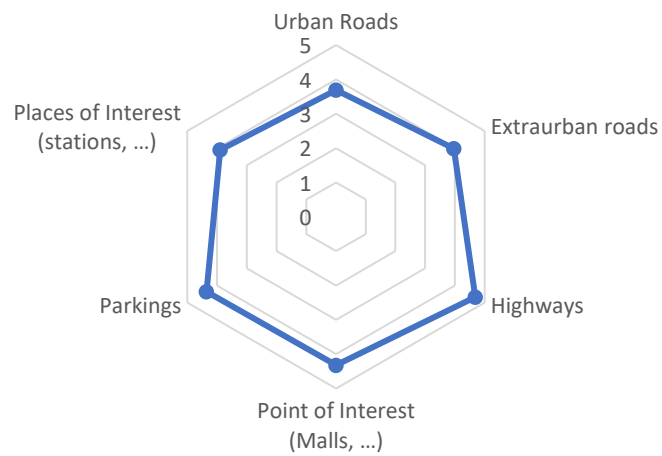 Urban Roads
5
4
3
2
1
0
Extraurban roads
Highways
Point of Interest
(Malls, ...)
Parkings
Places of Interest
(stations, ...)